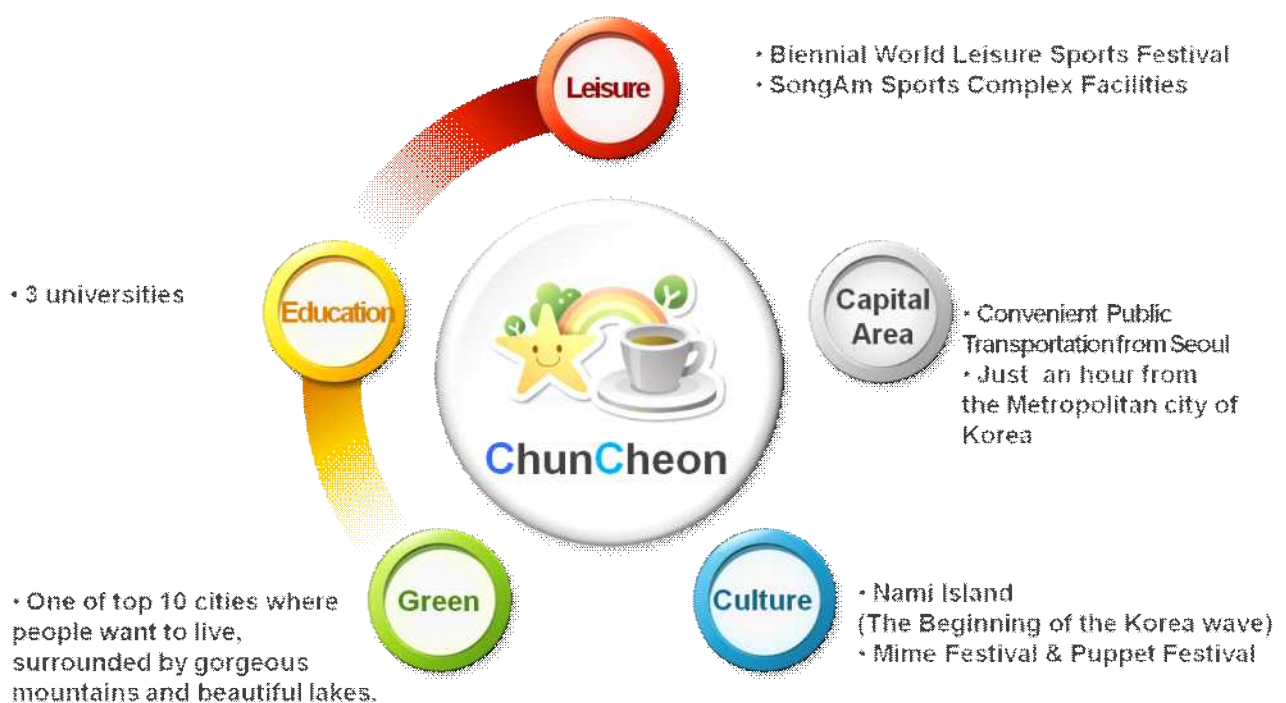 Leisure
• Biennial World Leisure Sports Festival
• SongAm Sports Complex Facilities
• 3 universities
Education
Capital
Area
• Convenient Public
Transportation from Seoul
• Just an hour from
the Metropolitan city of
Korea
ChunCheon
Green
• One of top 10 cities where
people want to live,
surrounded by gorgeous
mountains and beautiful lakes.
Culture
• Nami Island
(The Beginning of the Korea wave)
• Mime Festival & Puppet Festival